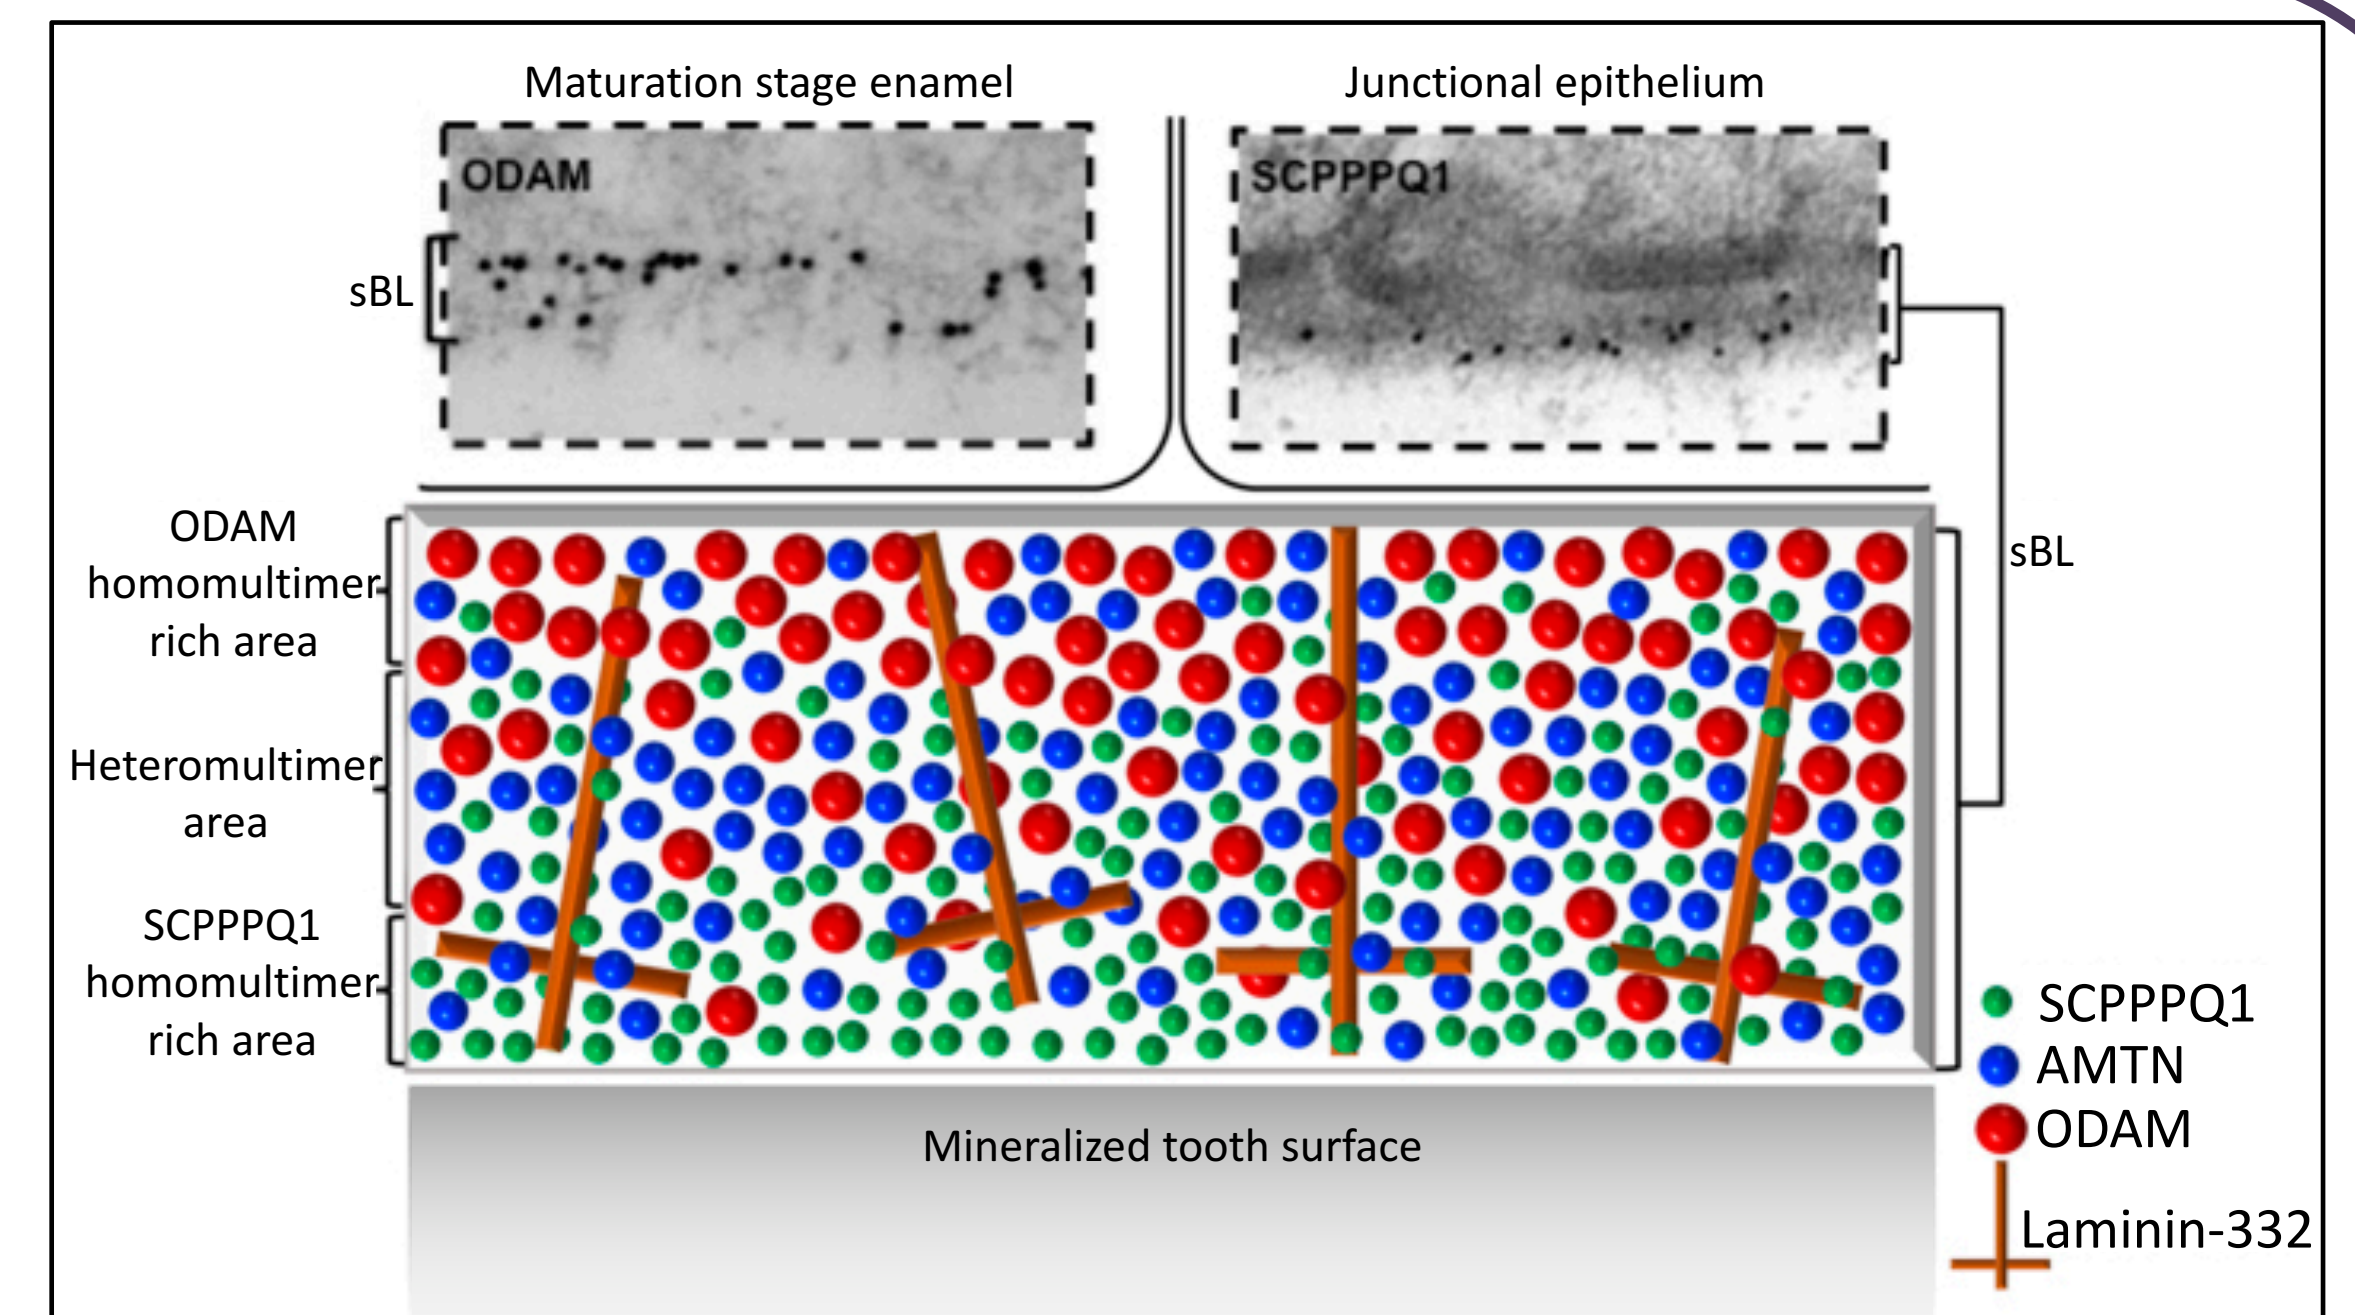 Maturation stage enamel
Junctional epithelium
ODAM
SCPPPQ1
sBL
ODAM
homomultimer
rich area
sBL
Heteromultimer
area
SCPPPQ1
homomultimer
rich area
SCPPPQ1
AMTN
ODAM
Laminin-332
Mineralized tooth surface